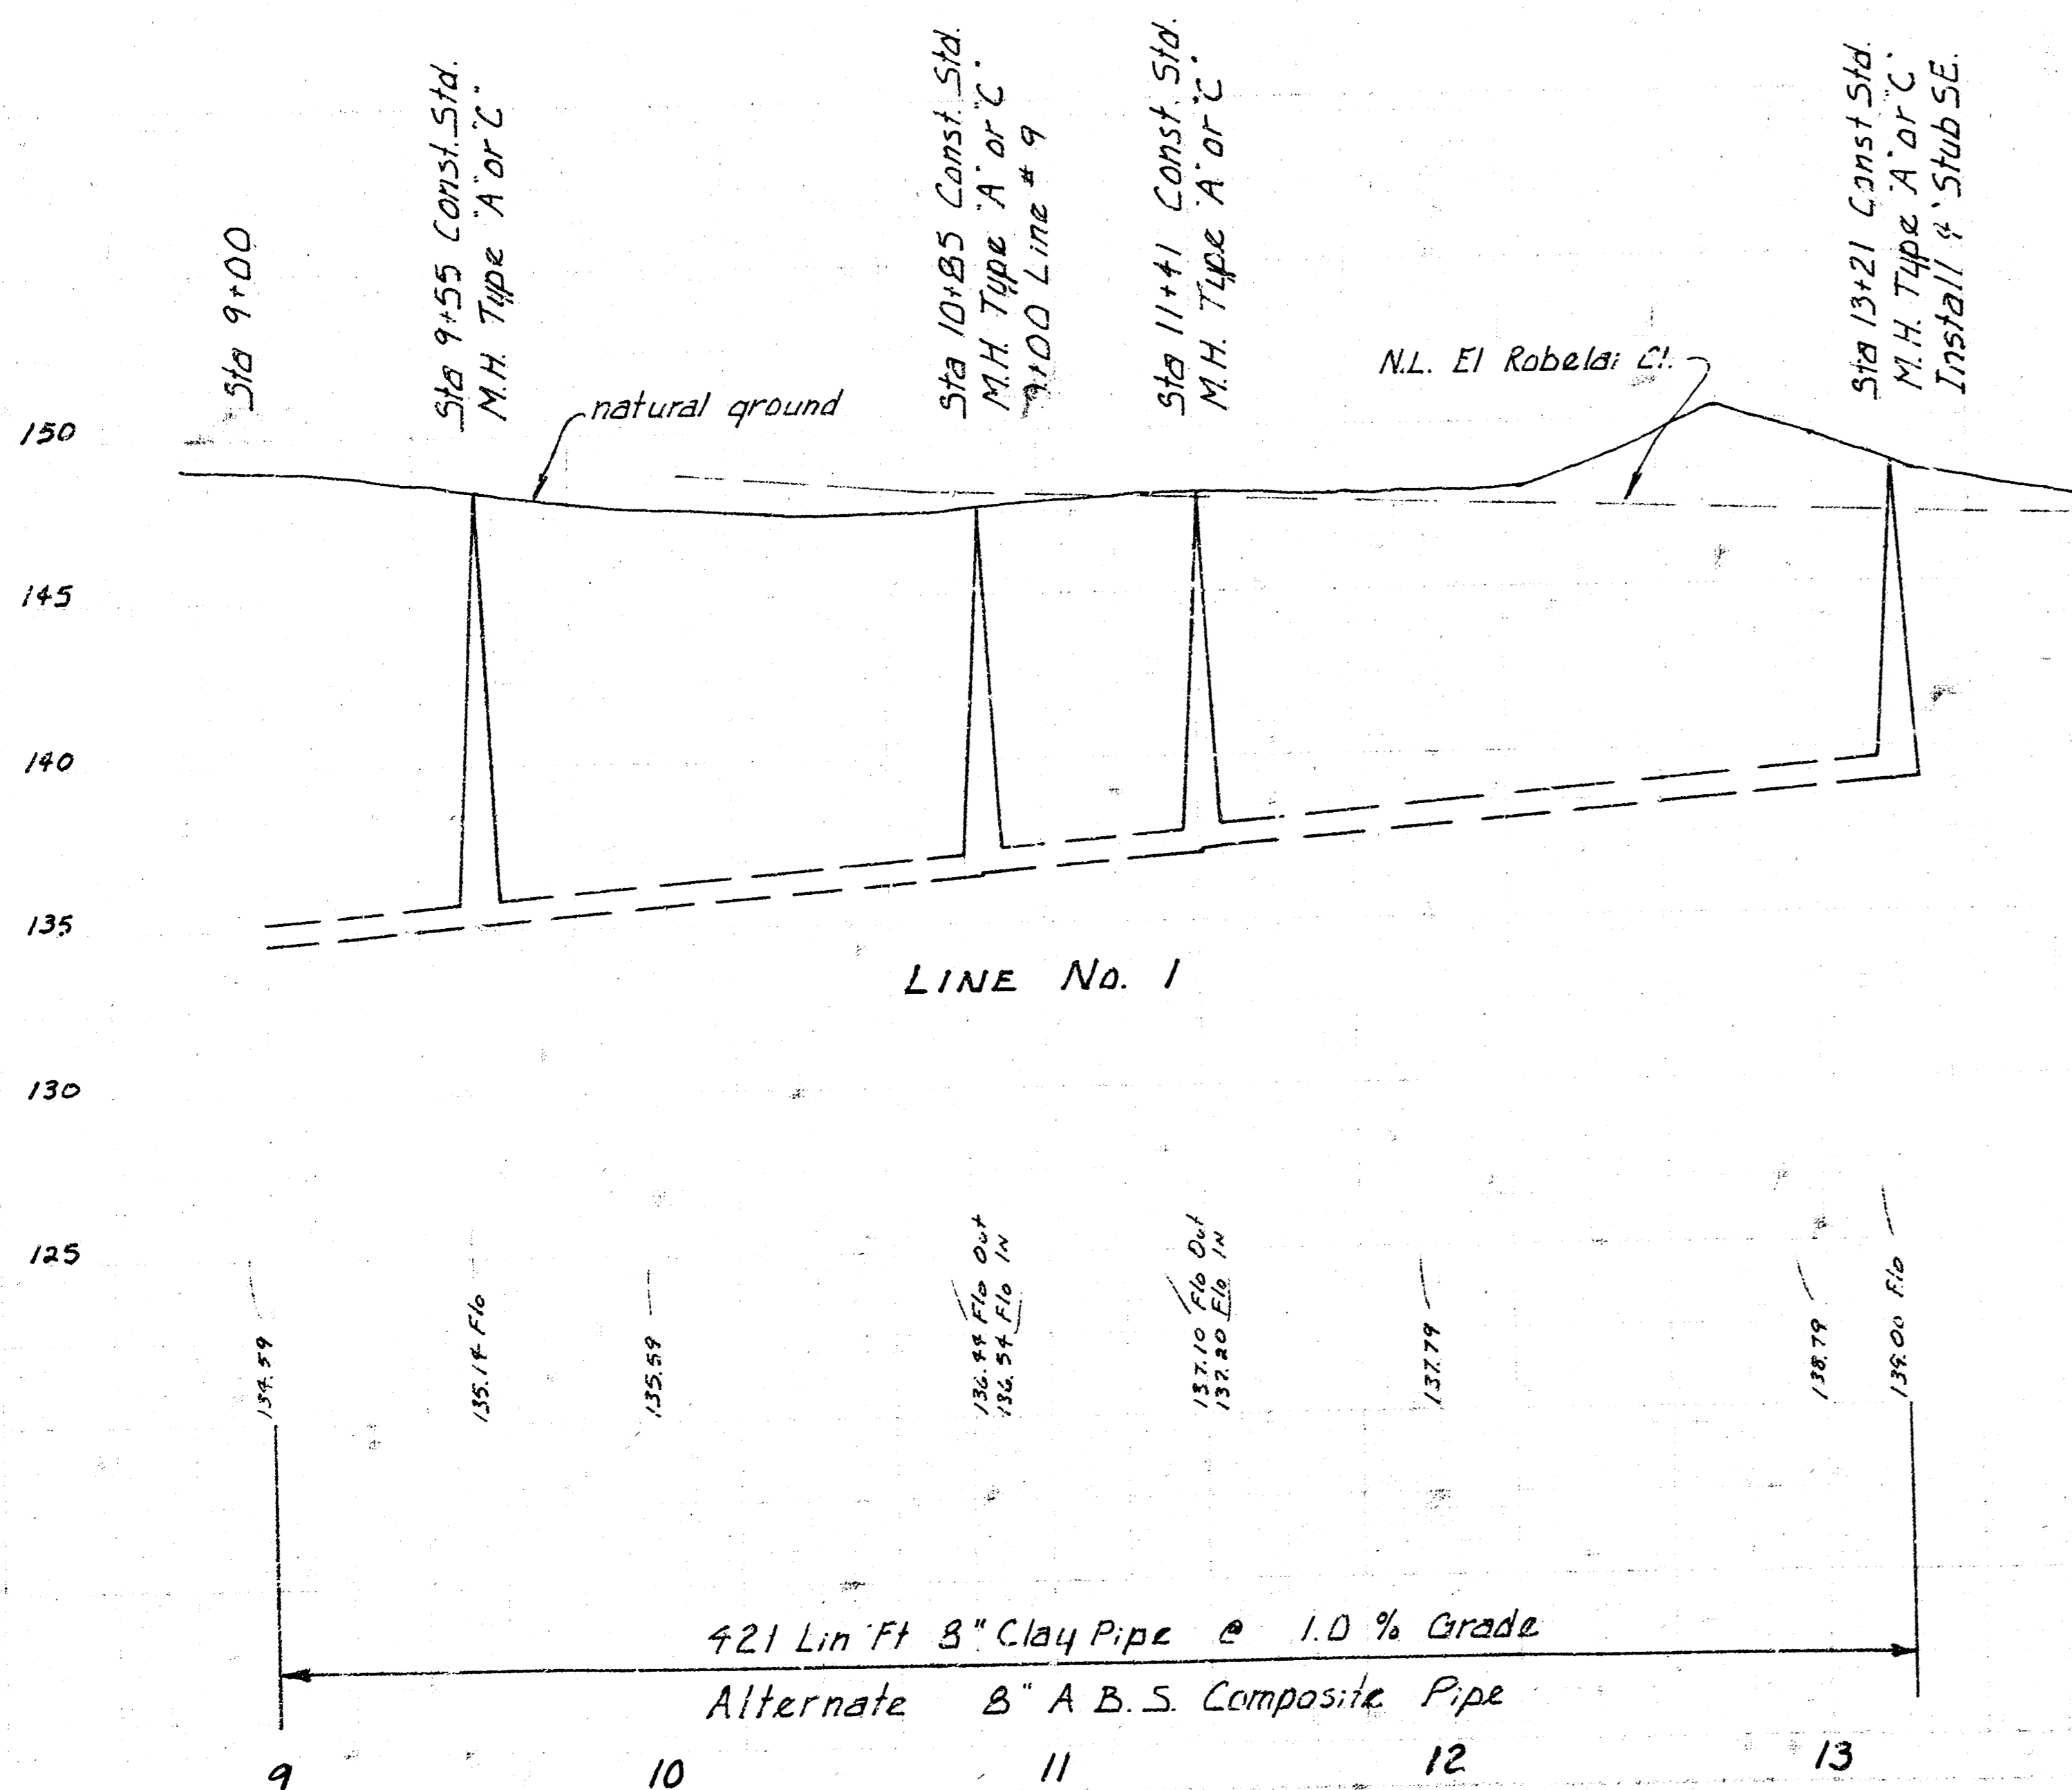 Sta 9+00
Sta 9+55 Const. Std.
M.H. Type "A" or "C"
Sta 10+85 Const. Std.
M.H. Type "A" or "C"
9+00 Line # 9
Sta 11+41 Const. Std.
M.H. Type "A" or "C"
Sta 13+21 Const Std.
M.H. Type "A" or "C"
Install 4' Stub SE.
N.L. El Robelar Ct.
natural ground
150
145
140
135
130
125
LINE NO. 1
134.59
135.14 Flo
135.59
136.44 Flo Out
136.54 Flo IN
137.10 Flo Out
137.20 Flo IN
137.79
138.79
139.00 Flo
421 Lin Ft 8" Clay Pipe @ 1.0 % Grade
Alternate 8" A.B.S. Composite Pipe
9 10 11 12 13